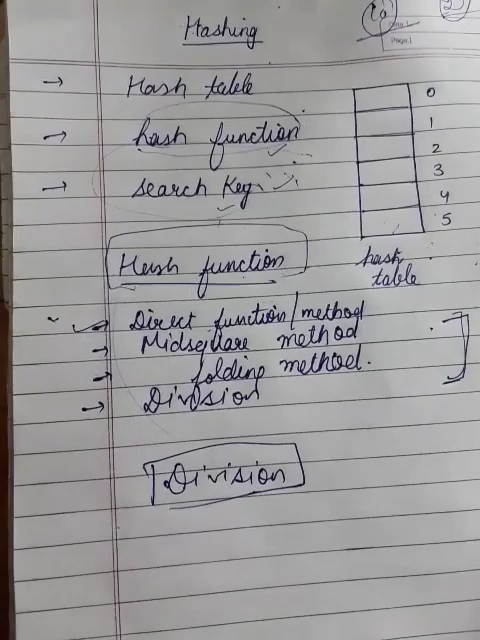 Hashing
Page /
→ Hash table
→ hash function
→ search Key
0
1
2
3
4
5
hash
table
Hash function
→ Direct function/method
→ Midsquare method
→ folding method.
→ Division
Division